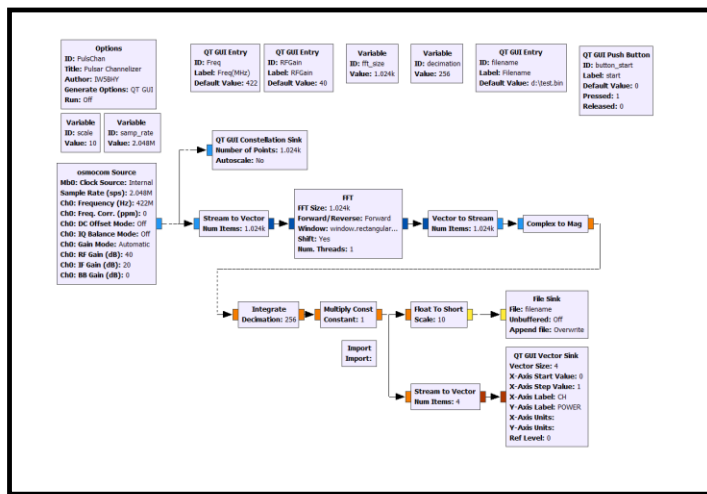 Options
ID: PulsChan
Title: Pulsar Channelizer
Author: IW5BHY
Generate Options: QT GUI
Run: Off
QT GUI Entry
ID: Freq
Label: Freq(MHz)
Default Value: 422
QT GUI Entry
ID: RFGain
Label: RFGain
Default Value: 40
Variable
ID: fft_size
Value: 1.024k
Variable
ID: decimation
Value: 256
QT GUI Entry
ID: filename
Label: Filename
Default Value: d:\test.bin
QT GUI Push Button
ID: button_start
Label: start
Default Value: 0
Pressed: 1
Released: 0
Variable
ID: scale
Value: 10
Variable
ID: samp_rate
Value: 2.048M
QT GUI Constellation Sink
Number of Points: 1.024k
Autoscale: No
osmocom Source
Mb0: Clock Source: Internal
Sample Rate (sps): 2.048M
Ch0: Frequency (Hz): 422M
Ch0: Freq. Corr. (ppm): 0
Ch0: DC Offset Mode: Off
Ch0: IQ Balance Mode: Off
Ch0: Gain Mode: Automatic
Ch0: RF Gain (dB): 40
Ch0: IF Gain (dB): 20
Ch0: BB Gain (dB): 0
Stream to Vector
Num Items: 1.024k
FFT
FFT Size: 1.024k
Forward/Reverse: Forward
Window: window.rectangular...
Shift: Yes
Num. Threads: 1
Vector to Stream
Num Items: 1.024k
Complex to Mag
Integrate
Decimation: 256
Multiply Const
Constant: 1
Float To Short
Scale: 10
File Sink
File: filename
Unbuffered: Off
Append file: Overwrite
Import
Import:
Stream to Vector
Num Items: 4
QT GUI Vector Sink
Vector Size: 4
X-Axis Start Value: 0
X-Axis Step Value: 1
X-Axis Label: CH
Y-Axis Label: POWER
X-Axis Units:
Y-Axis Units:
Ref Level: 0